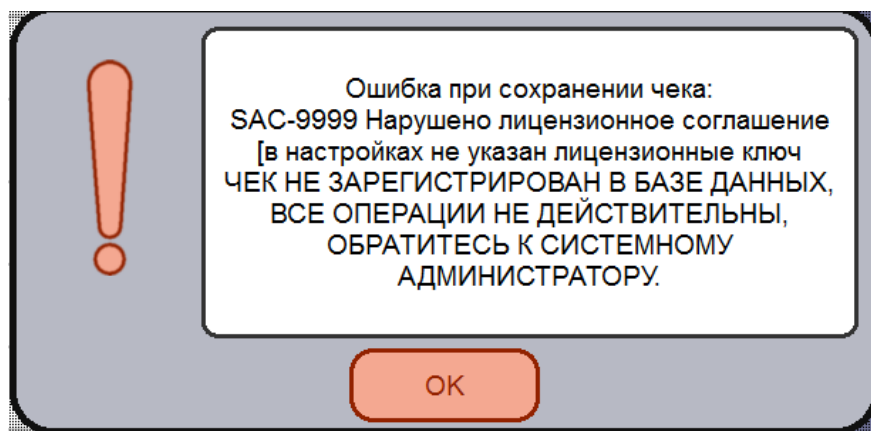 Ошибка при сохранении чека:
SAC-9999 Нарушено лицензионное соглашение
[в настройках не указан лицензионные ключ
ЧЕК НЕ ЗАРЕГИСТРИРОВАН В БАЗЕ ДАННЫХ,
ВСЕ ОПЕРАЦИИ НЕ ДЕЙСТВИТЕЛЬНЫ,
ОБРАТИТЕСЬ К СИСТЕМНОМУ
АДМИНИСТРАТОРУ.
OK